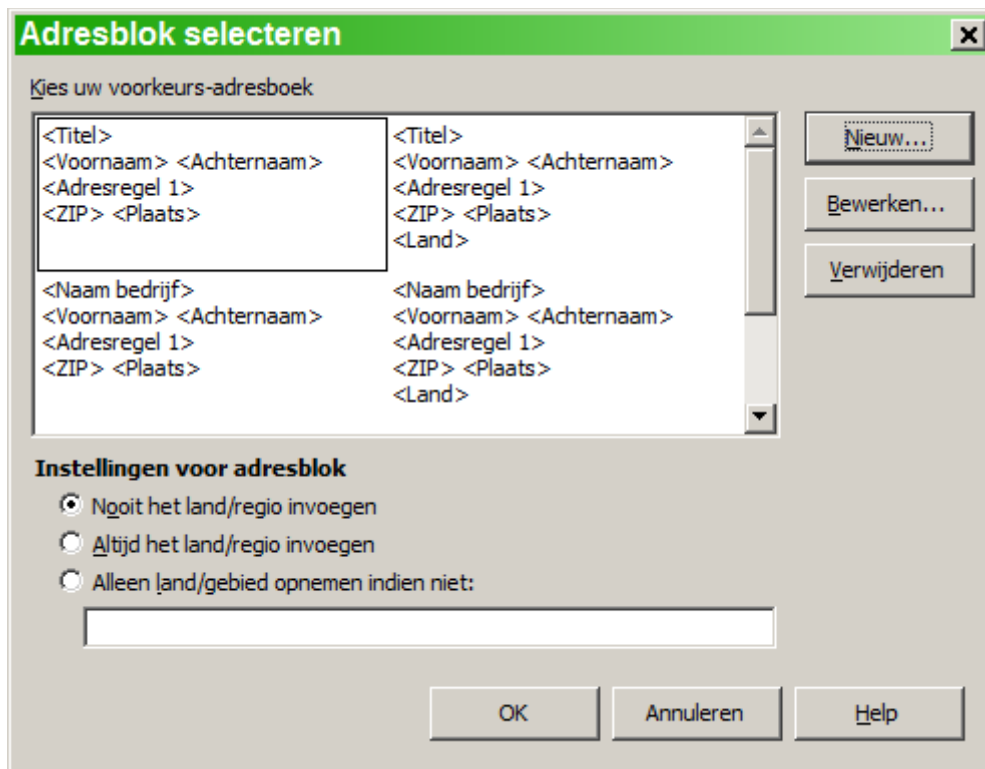 Adresblok selecteren
Kies uw voorkeurs-adresboek
<Titel>
<Voornaam> <Achternaam>
<Adresregel 1>
<ZIP> <Plaats>
<Titel>
<Voornaam> <Achternaam>
<Adresregel 1>
<ZIP> <Plaats>
<Land>
<Naam bedrijf>
<Voornaam> <Achternaam>
<Adresregel 1>
<ZIP> <Plaats>
<Naam bedrijf>
<Voornaam> <Achternaam>
<Adresregel 1>
<ZIP> <Plaats>
<Land>
Nieuw...
Bewerken...
Verwijderen
Instellingen voor adresblok
Nooit het land/regio invoegen
Altijd het land/regio invoegen
Alleen land/gebied opnemen indien niet:
OK
Annuleren
Help